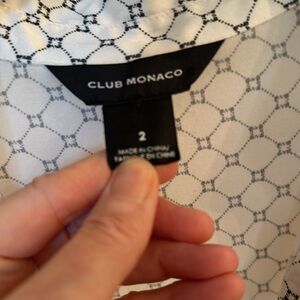 CLUB MONACO
2
MADE IN CHINA/
FABRIQUÉ EN CHINE